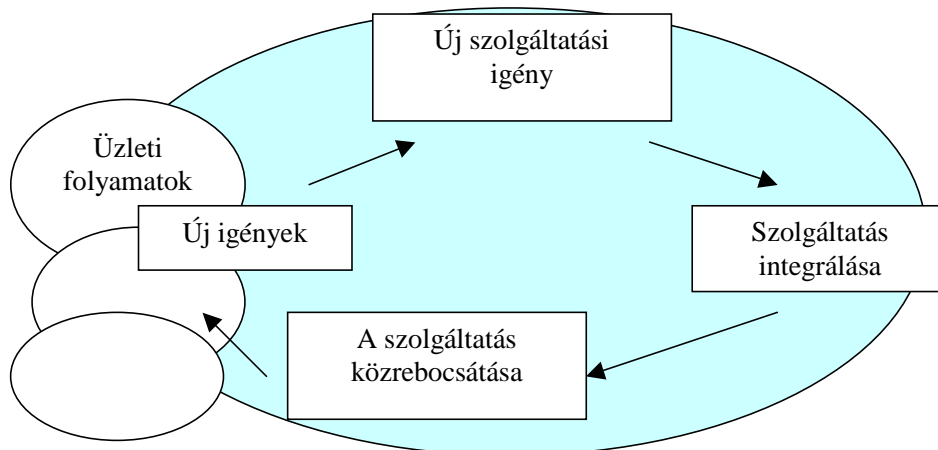 Új szolgáltatási
igény
Üzleti
folyamatok
Új igények
Szolgáltatás
integrálása
A szolgáltatás
közrebocsátása